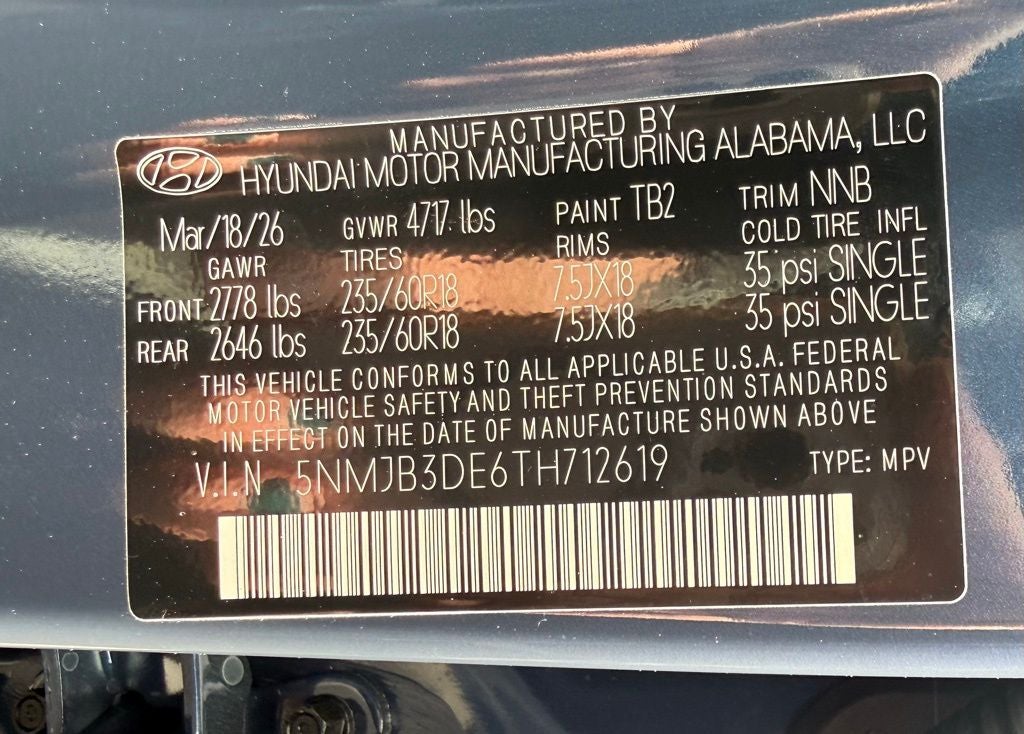 MANUFACTURED BY
HYUNDAI MOTOR MANUFACTURING ALABAMA, LLC
Mar/18/26 GVWR 4717 lbs PAINT TB2 TRIM NNB
GAWR TIRES RIMS COLD TIRE INFL
FRONT 2778 lbs 235/60R18 7.5JX18 35 psi SINGLE
REAR 2646 lbs 235/60R18 7.5JX18 35 psi SINGLE
THIS VEHICLE CONFORMS TO ALL APPLICABLE U.S.A. FEDERAL
MOTOR VEHICLE SAFETY AND THEFT PREVENTION STANDARDS
IN EFFECT ON THE DATE OF MANUFACTURE SHOWN ABOVE
V.I.N 5NMJB3DE6TH712619 TYPE: MPV